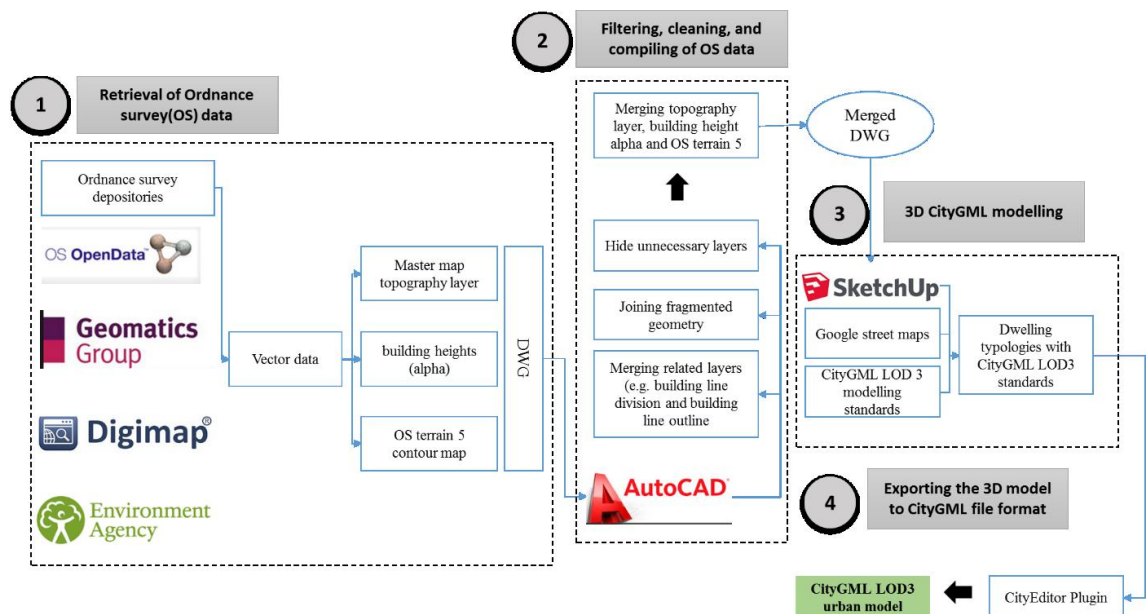 1
Retrieval of Ordnance
survey(OS) data
Ordnance survey
depositories
OS OpenData™
Geomatics
Group
Digimap®
Environment
Agency
Vector data
Master map
topography layer
building heights
(alpha)
OS terrain 5
contour map
DWG
2
Filtering, cleaning, and
compiling of OS data
Merging topography
layer, building height
alpha and OS terrain 5
Hide unnecessary layers
Joining fragmented
geometry
Merging related layers
(e.g. building line
division and building
line outline
AUTOCAD®
Merged
DWG
3
3D CityGML modelling
SketchUp
Google street maps
CityGML LOD 3
modelling
standards
Dwelling
typologies with
CityGML LOD3
standards
4
Exporting the 3D model
to CityGML file format
CityEditor Plugin
CityGML LOD3
urban model